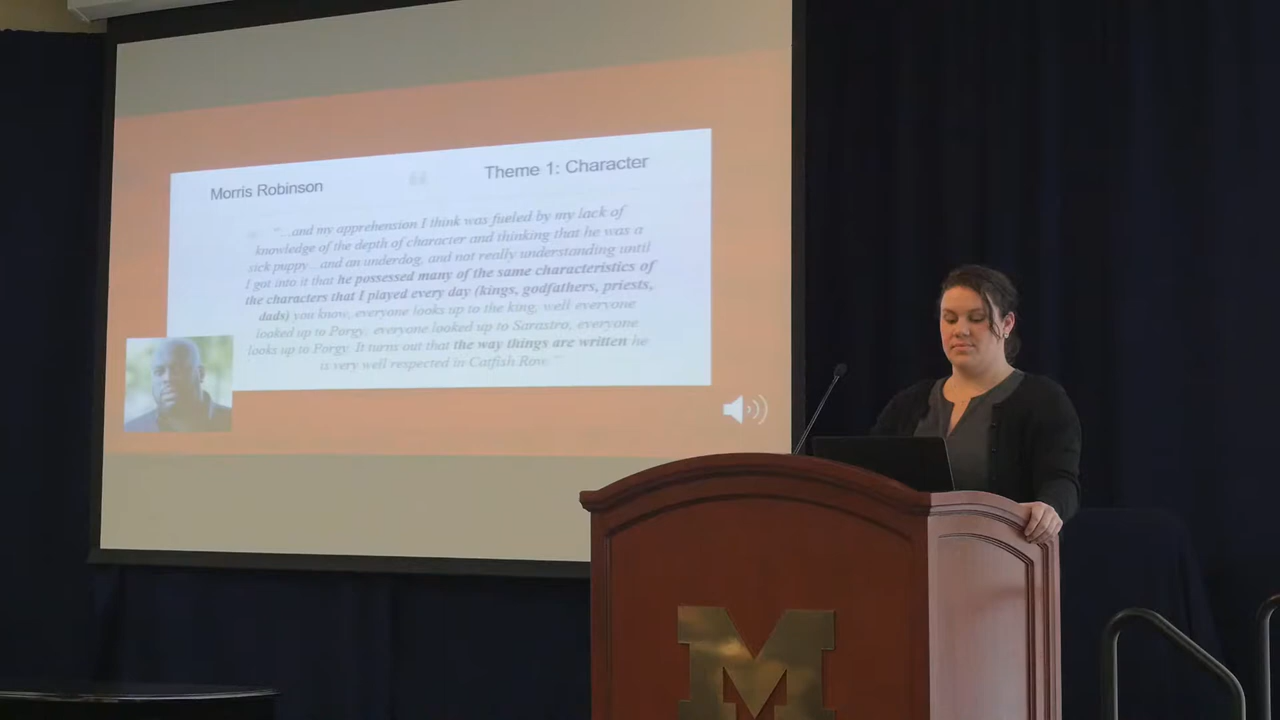 Morris Robinson
Theme 1: Character
“...and my apprehension I think was fueled by my lack of
knowledge of the depth of character and thinking that he was a
sick puppy...and an underdog, and not really understanding until
I got into it that he possessed many of the same characteristics of
the characters that I played every day (kings, godfathers, priests,
dads) you know, everyone looks up to the king, well everyone
looked up to Porgy, everyone looked up to Sarastro, everyone
looks up to Porgy. It turns out that the way things are written he
is very well respected in Catfish Row.”
M